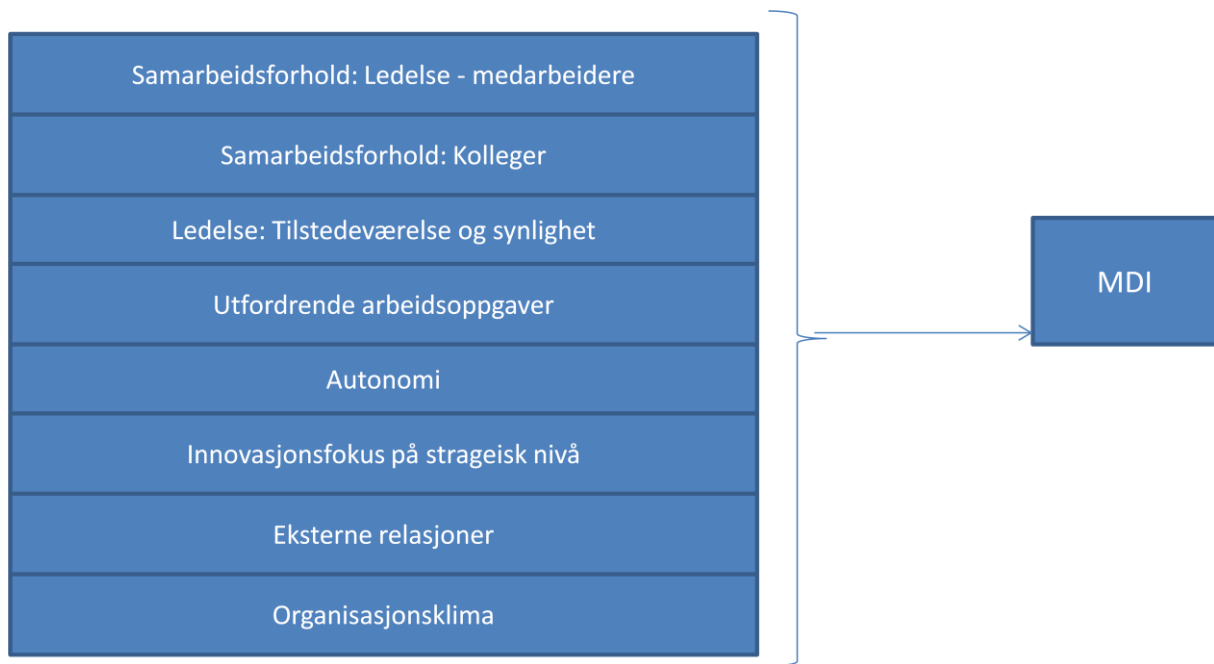 Samarbeidsforhold: Ledelse - medarbeidere
Samarbeidsforhold: Kolleger
Ledelse: Tilstedeværelse og synlighet
Utfordrende arbeidsoppgaver
Autonomi
Innovasjonsfokus på strageisk nivå
Eksterne relasjoner
Organisasjonsklima
MDI